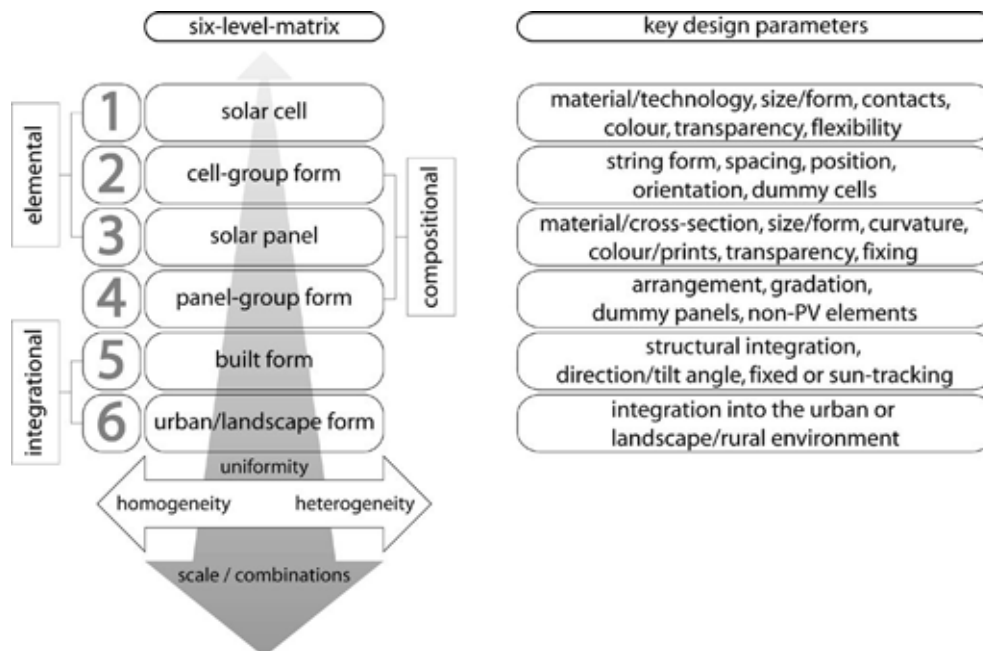 six-level-matrix
key design parameters
elemental
1
solar cell
material/technology, size/form, contacts,
colour, transparency, flexibility
2
cell-group form
string form, spacing, position,
orientation, dummy cells
compositional
3
solar panel
material/cross-section, size/form, curvature,
colour/prints, transparency, fixing
4
panel-group form
arrangement, gradation,
dummy panels, non-PV elements
integrational
5
built form
structural integration,
direction/tilt angle, fixed or sun-tracking
6
urban/landscape form
integration into the urban or
landscape/rural environment
uniformity
homogeneity
heterogeneity
scale / combinations